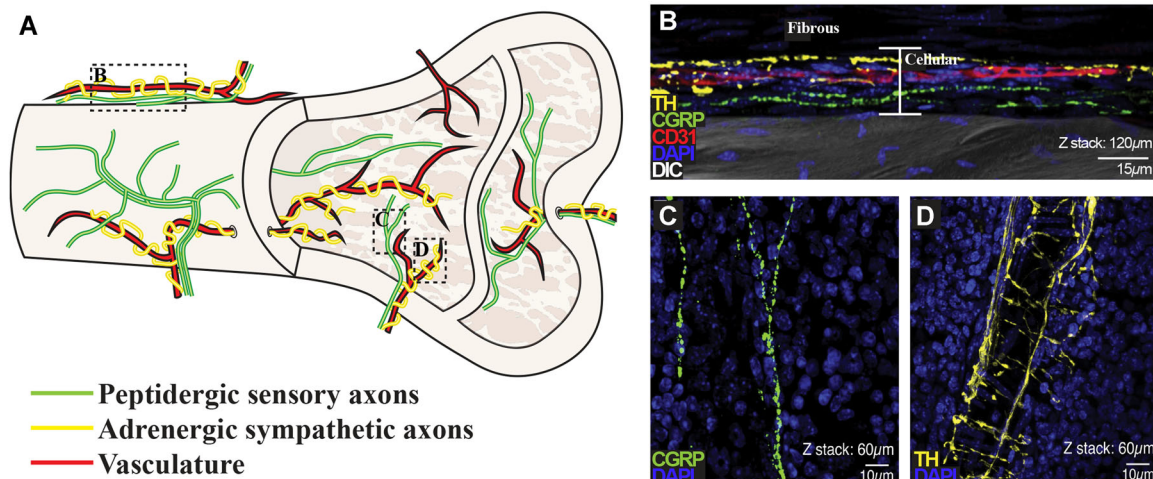 A
B
C
D
Peptidergic sensory axons
Adrenergic sympathetic axons
Vasculature
B
Fibrous
Cellular
TH
CGRP
CD31
DAPI
DIC
Z stack: 120µm
15µm
C
CGRP
DAPI
Z stack: 60µm
10µm
D
TH
DAPI
Z stack: 60µm
10µm